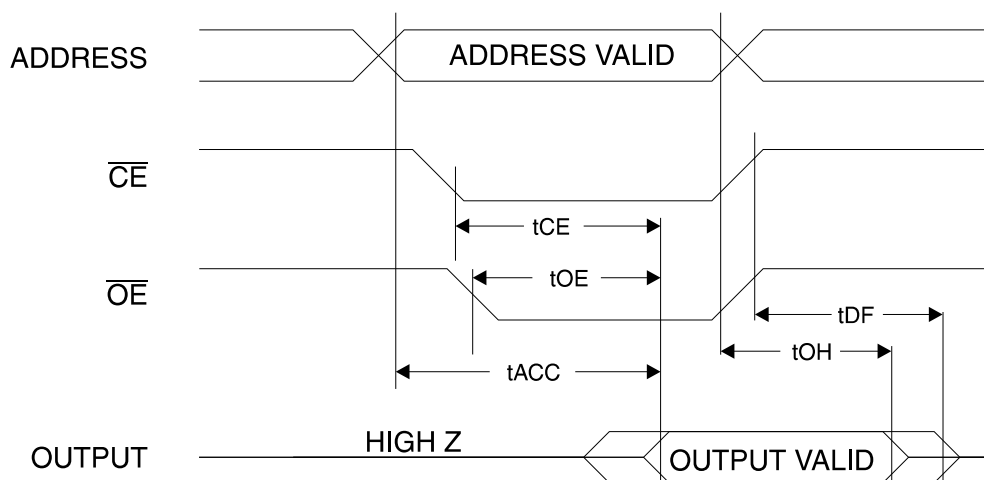 ADDRESS
ADDRESS VALID
CE
tCE
OE
tOE
tDF
tOH
tACC
HIGH Z
OUTPUT
OUTPUT VALID